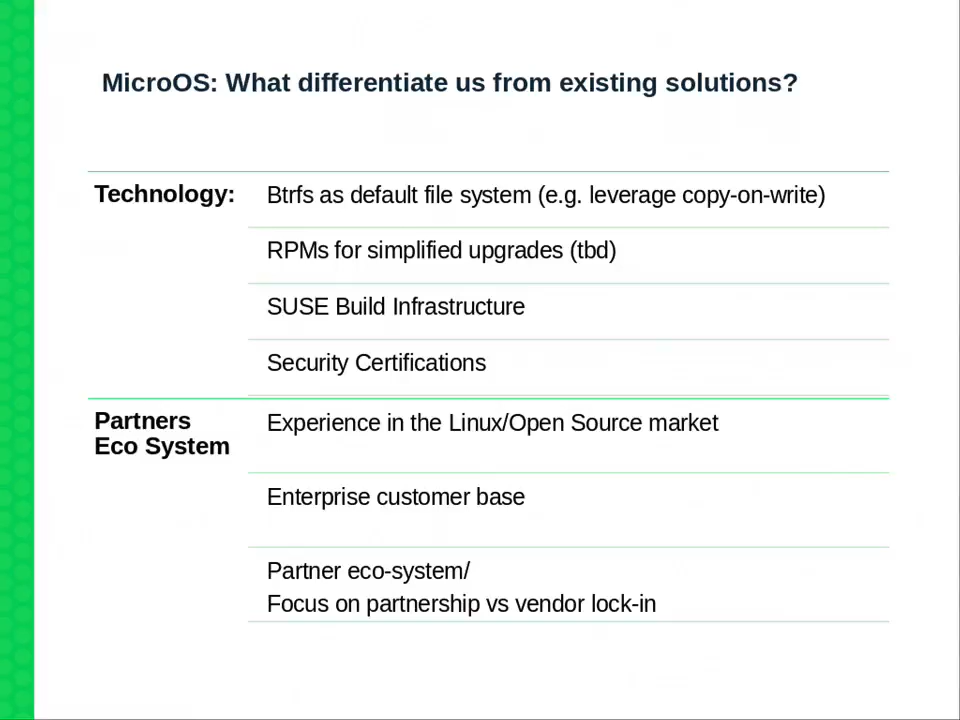 MicroOS: What differentiate us from existing solutions?
Technology:
Btrfs as default file system (e.g. leverage copy-on-write)
RPMs for simplified upgrades (tbd)
SUSE Build Infrastructure
Security Certifications
Partners
Eco System
Experience in the Linux/Open Source market
Enterprise customer base
Partner eco-system/
Focus on partnership vs vendor lock-in